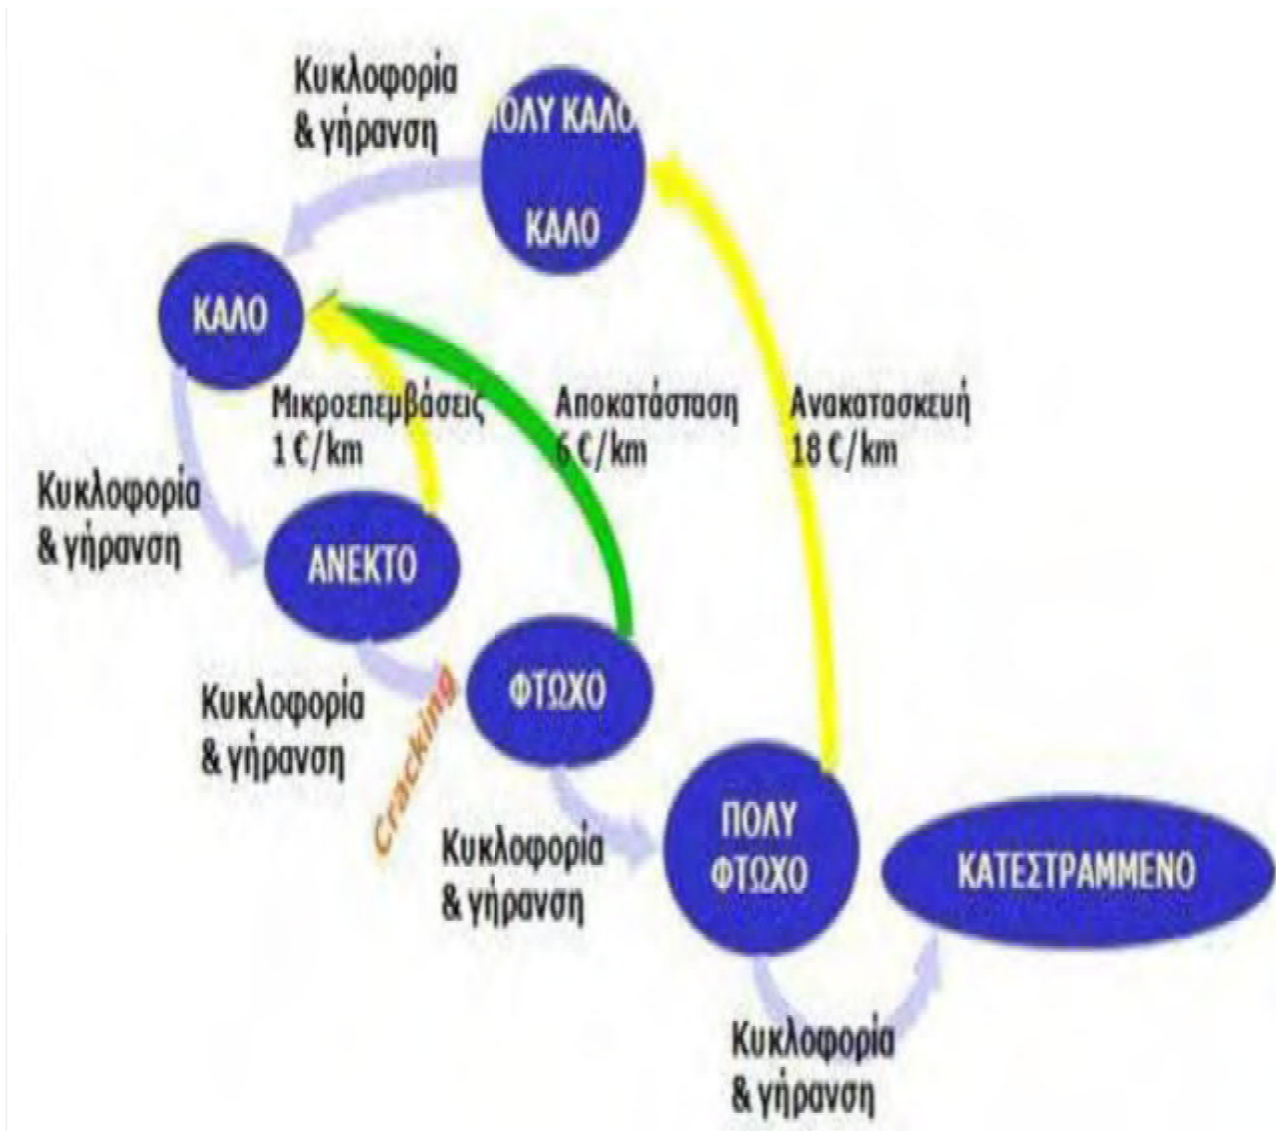 Κυκλοφορία
& γήρανση
ΟΛΥ ΚΑΛΟ
ΚΑΛΟ
ΚΑΛΟ
Μικροεπεμβάσεις
1 €/km
Αποκατάσταση
6 €/km
Ανακατασκευή
18 €/km
Κυκλοφορία
& γήρανση
ΑΝΕΚΤΟ
Κυκλοφορία
& γήρανση
Cracking
ΦΤΩΧΟ
Κυκλοφορία
& γήρανση
ΠΟΛΥ
ΦΤΩΧΟ
ΚΑΤΕΣΤΡΑΜΜΕΝΟ
Κυκλοφορία
& γήρανση